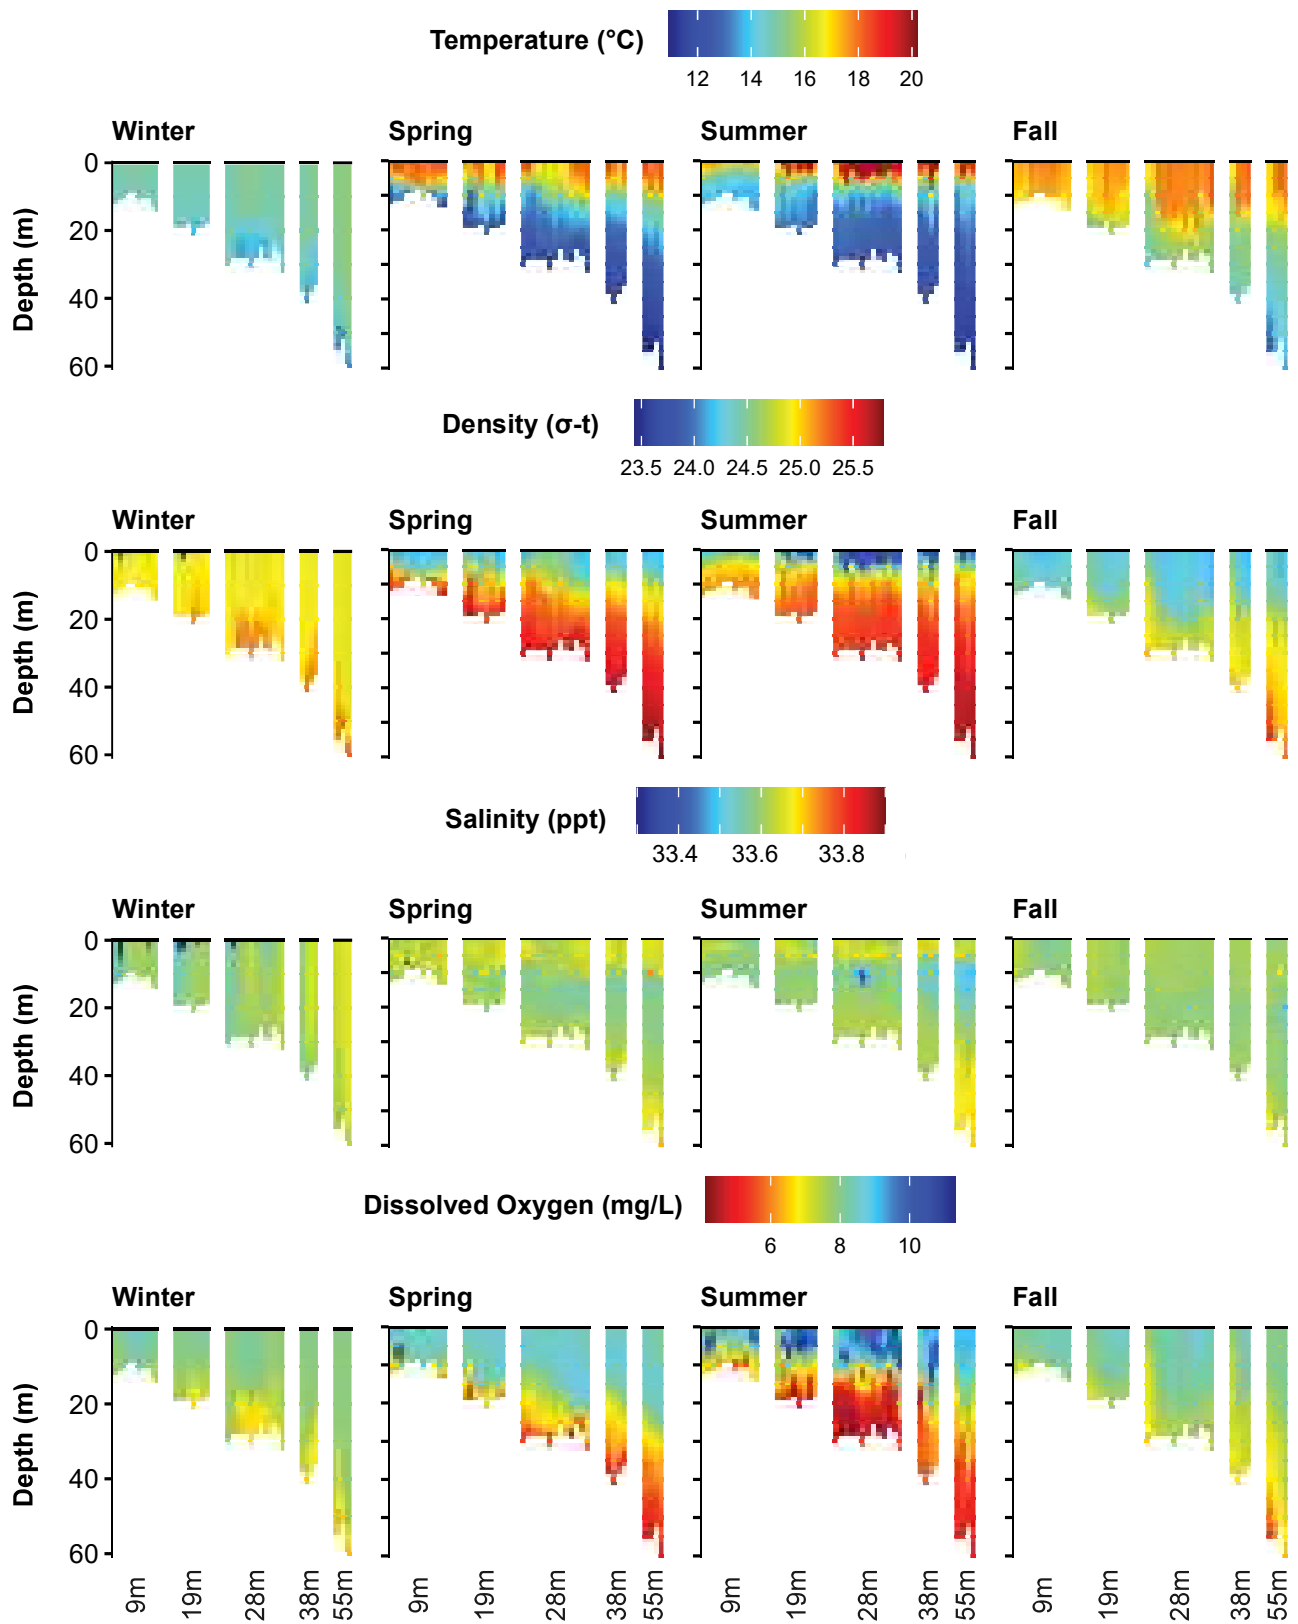 Temperature (°C)
12 14 16 18 20
Winter Spring Summer Fall
Depth (m)
0
20
40
60
Density (σ-t)
23.5 24.0 24.5 25.0 25.5
Winter Spring Summer Fall
Depth (m)
0
20
40
60
Salinity (ppt)
33.4 33.6 33.8
Winter Spring Summer Fall
Depth (m)
0
20
40
60
Dissolved Oxygen (mg/L)
6 8 10
Winter Spring Summer Fall
Depth (m)
0
20
40
60
9m 19m 28m 38m 55m 9m 19m 28m 38m 55m 9m 19m 28m 38m 55m 9m 19m 28m 38m 55m